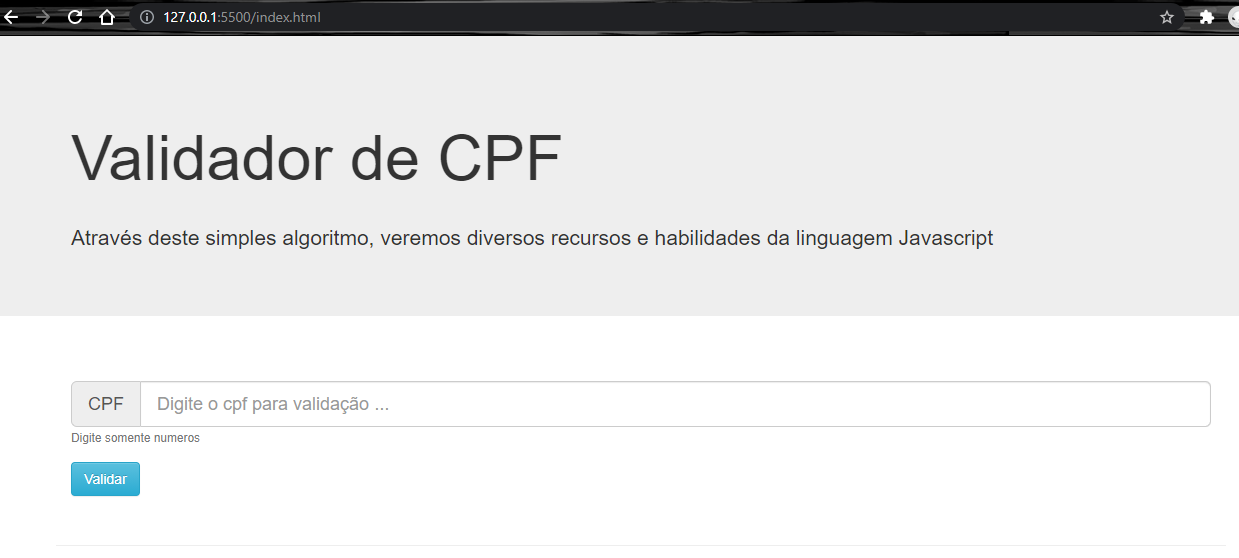 127.0.0.1:5500/index.html
Validador de CPF
Através deste simples algoritmo, veremos diversos recursos e habilidades da linguagem Javascript
CPF Digite o cpf para validação ...
Digite somente numeros
Validar